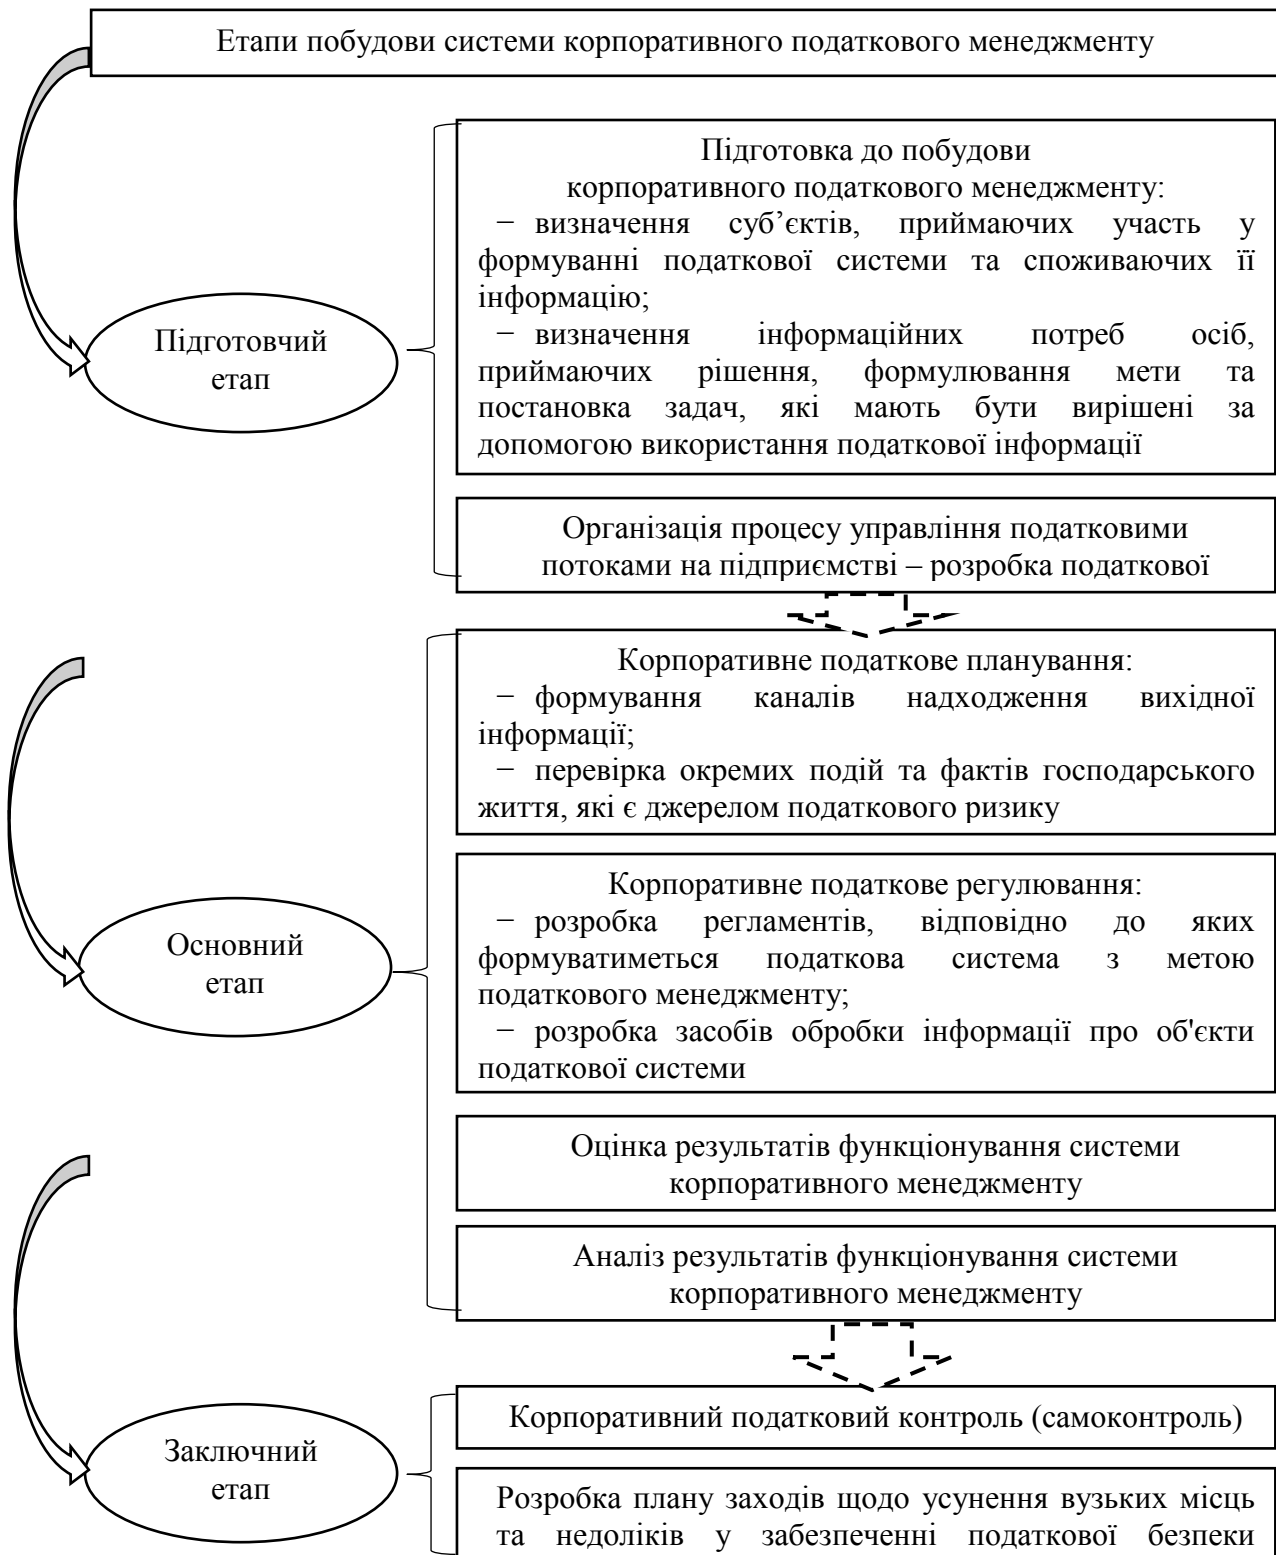 Етапи побудови системи корпоративного податкового менеджменту
Підготовчий
етап
Підготовка до побудови
корпоративного податкового менеджменту:
− визначення суб’єктів, приймаючих участь у
формуванні податкової системи та споживаючих її
інформацію;
− визначення інформаційних потреб осіб,
приймаючих рішення, формулювання мети та
постановка задач, які мають бути вирішені за
допомогою використання податкової інформації
Організація процесу управління податковими
потоками на підприємстві – розробка податкової
Основний
етап
Корпоративне податкове планування:
− формування каналів надходження вихідної
інформації;
− перевірка окремих подій та фактів господарського
життя, які є джерелом податкового ризику
Корпоративне податкове регулювання:
− розробка регламентів, відповідно до яких
формуватиметься податкова система з метою
податкового менеджменту;
− розробка засобів обробки інформації про об'єкти
податкової системи
Оцінка результатів функціонування системи
корпоративного менеджменту
Аналіз результатів функціонування системи
корпоративного менеджменту
Заключний
етап
Корпоративний податковий контроль (самоконтроль)
Розробка плану заходів щодо усунення вузьких місць
та недоліків у забезпеченні податкової безпеки